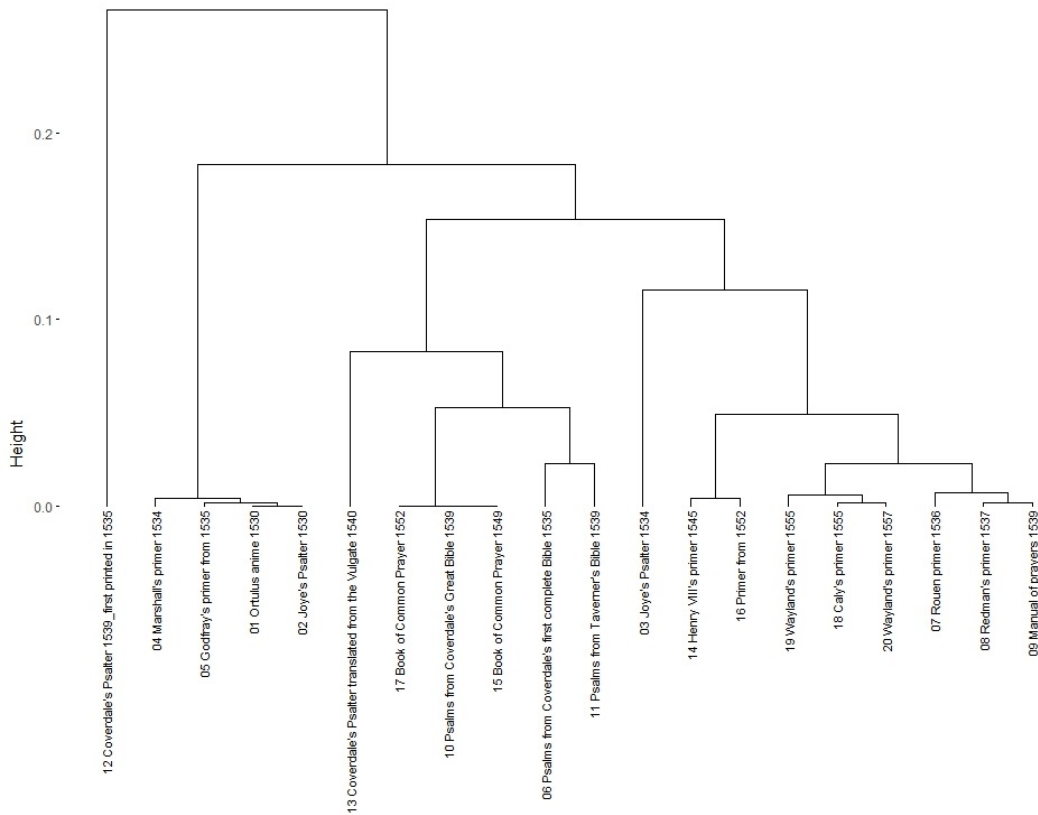 0.2
0.1
0.0
Height
12 Coverdale's Psalter 1539_first printed in 1535
04 Marshall's primer 1534
05 Godfray's primer from 1535
01 Ortulus anime 1530
02 Joye's Psalter 1530
13 Coverdale's Psalter translated from the Vulgate 1540
17 Book of Common Prayer 1552
10 Psalms from Coverdale's Great Bible 1539
15 Book of Common Prayer 1549
06 Psalms from Coverdale's first complete Bible 1535
11 Psalms from Taverner's Bible 1539
03 Joye's Psalter 1534
14 Henry VIII's primer 1545
16 Primer from 1552
19 Wayland's primer 1555
18 Caly's primer 1555
20 Wayland's primer 1557
07 Rouen primer 1536
08 Redman's primer 1537
09 Manual of prayers 1539